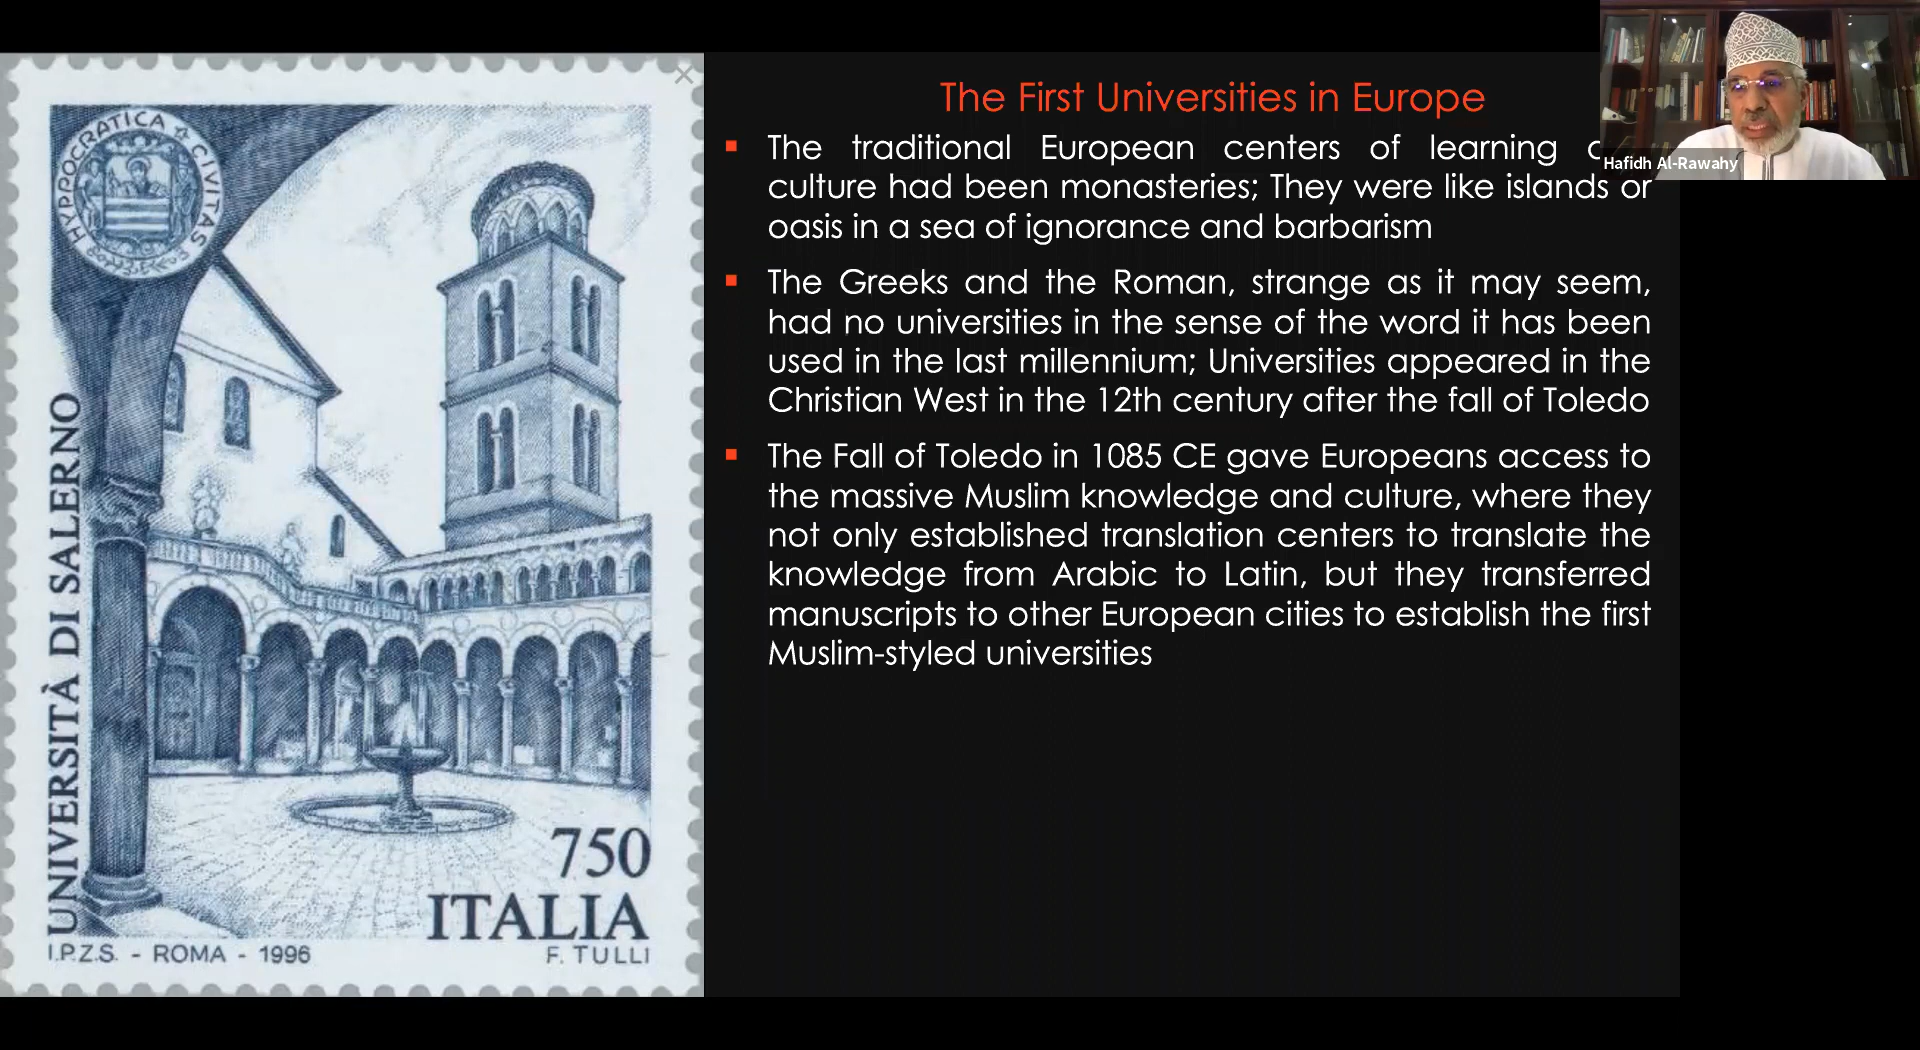 HYPPOCRATICA CIVITAS
UNIVERSITÀ DI SALERNO
750
ITALIA
I.P.Z.S. - ROMA - 1996
F. TULLI
The First Universities in Europe
The traditional European centers of learning
culture had been monasteries; They were like islands or
oasis in a sea of ignorance and barbarism
The Greeks and the Roman, strange as it may seem,
had no universities in the sense of the word it has been
used in the last millennium; Universities appeared in the
Christian West in the 12th century after the fall of Toledo
The Fall of Toledo in 1085 CE gave Europeans access to
the massive Muslim knowledge and culture, where they
not only established translation centers to translate the
knowledge from Arabic to Latin, but they transferred
manuscripts to other European cities to establish the first
Muslim-styled universities
Hafidh Al-Rawahy